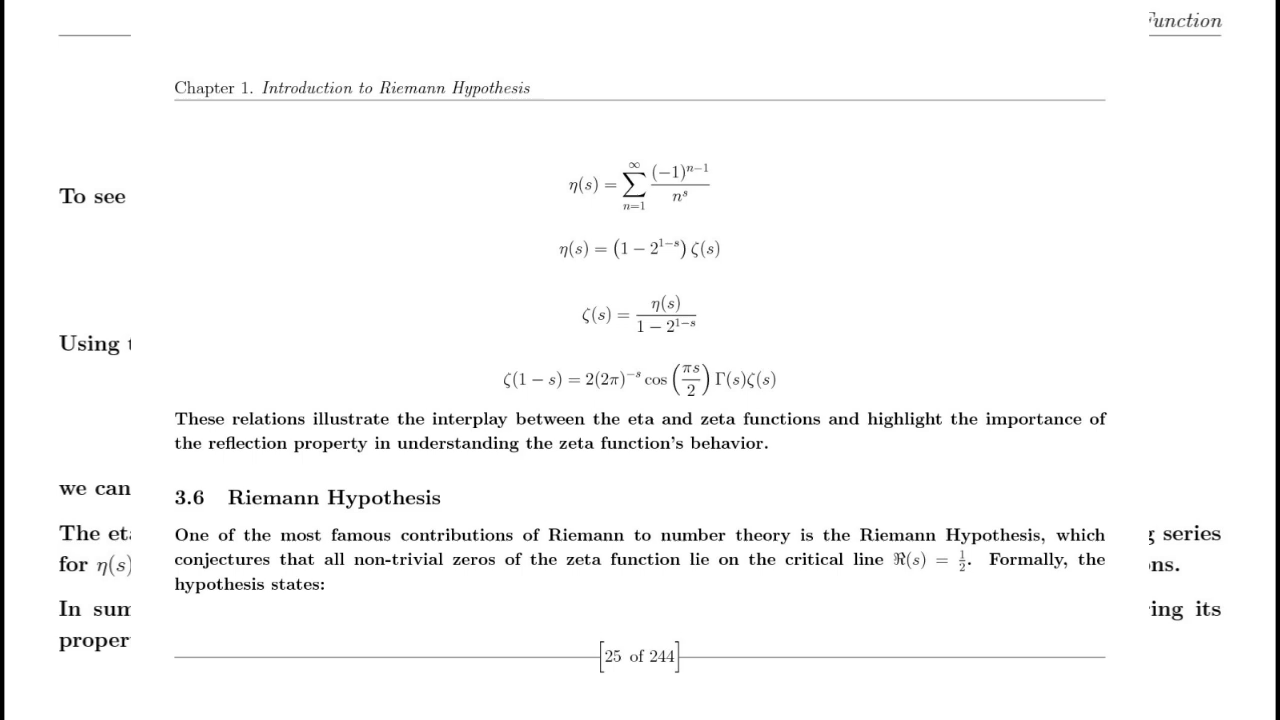 Function
Chapter 1. Introduction to Riemann Hypothesis
η(s) = ∑_{n=1}^{∞} (−1)^{n−1} / n^s
To see
η(s) = (1 − 2^{1−s}) ζ(s)
ζ(s) = η(s) / (1 − 2^{1−s})
Using
ζ(1 − s) = 2(2π)^{−s} cos(πs/2) Γ(s)ζ(s)
These relations illustrate the interplay between the eta and zeta functions and highlight the importance of
the reflection property in understanding the zeta function's behavior.
we can
3.6 Riemann Hypothesis
The
series
One of the most famous contributions of Riemann to number theory is the Riemann Hypothesis, which
conjectures that all non-trivial zeros of the zeta function lie on the critical line ℜ(s) = 1/2. Formally, the
hypothesis states:
for η(s)
In
its
[25 of 244]